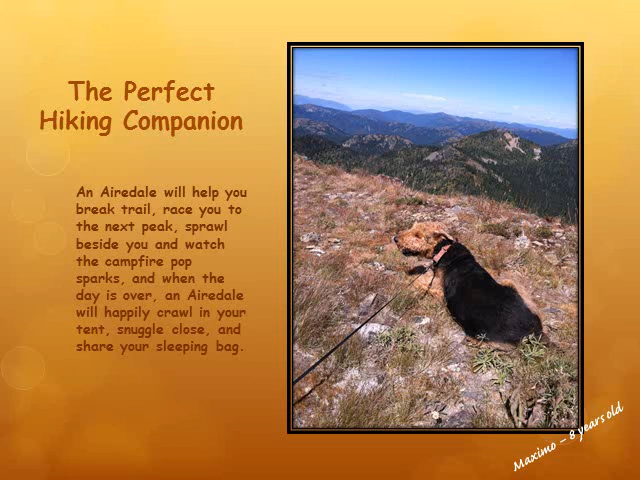 The Perfect
Hiking Companion
An Airedale will help you
break trail, race you to
the next peak, sprawl
beside you and watch
the campfire pop
sparks, and when the
day is over, an Airedale
will happily crawl in your
tent, snuggle close, and
share your sleeping bag.
Maximo – 8 years old